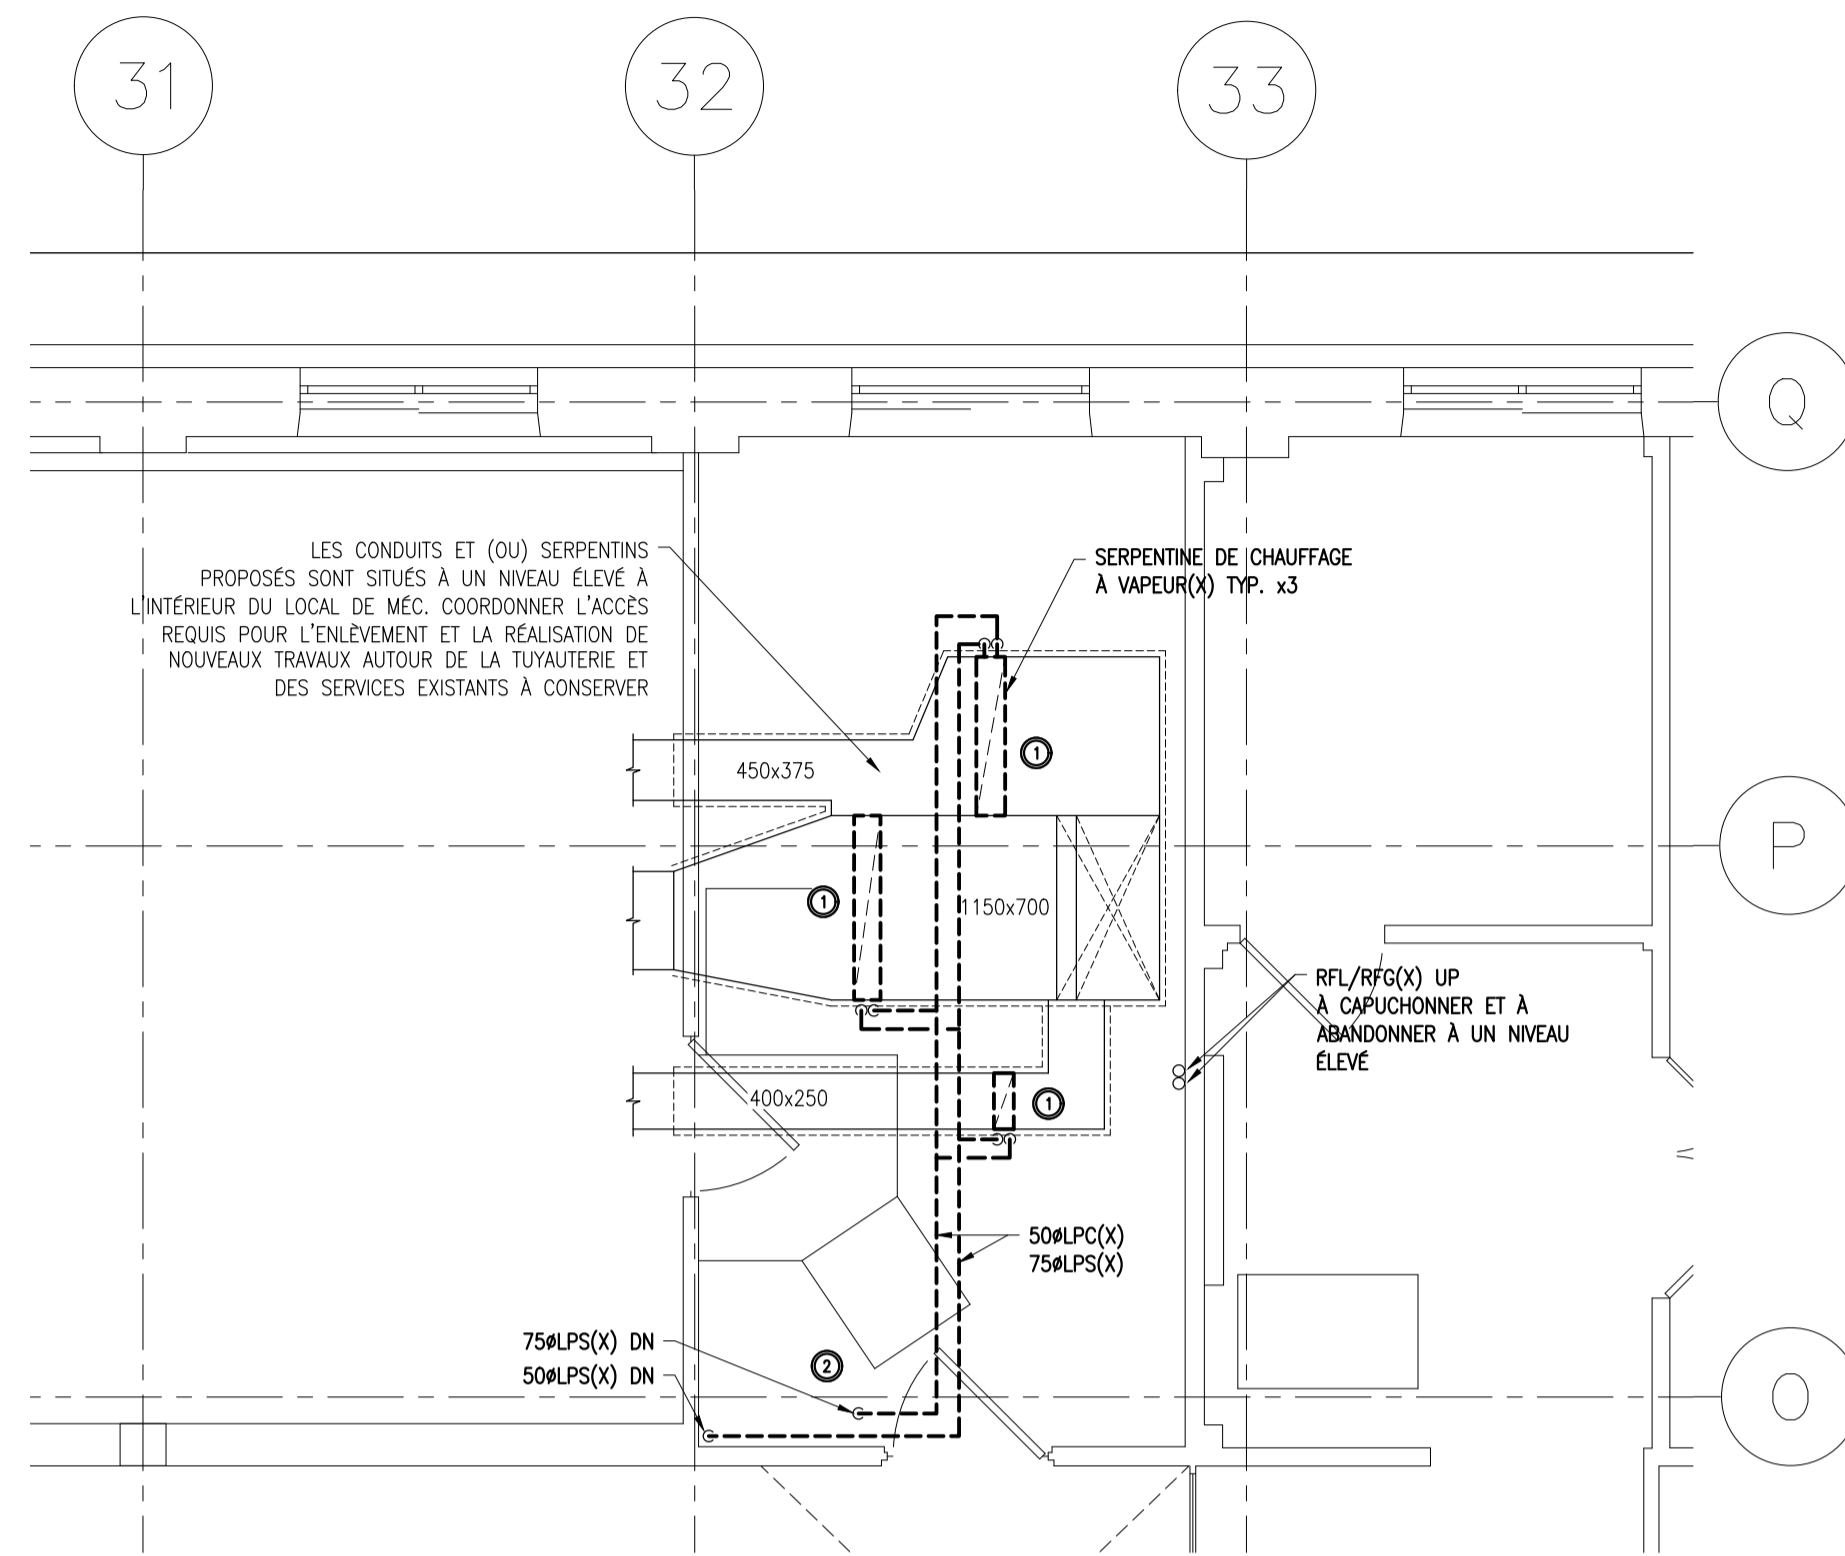 31
32
33
Q
LES CONDUITS ET (OU) SERPENTINS
PROPOSÉS SONT SITUÉS À UN NIVEAU ÉLEVÉ À
L'INTÉRIEUR DU LOCAL DE MÉC. COORDONNER L'ACCÈS
REQUIS POUR L'ENLÈVEMENT ET LA RÉALISATION DE
NOUVEAUX TRAVAUX AUTOUR DE LA TUYAUTERIE ET
DES SERVICES EXISTANTS À CONSERVER
SERPENTINE DE CHAUFFAGE
À VAPEUR(X) TYP. x3
1
450x375
P
1
1150x700
RFL/RFG(X) UP
À CAPUCHONNER ET À
ABANDONNER À UN NIVEAU
ÉLEVÉ
400x250
1
50øLPC(X)
75øLPS(X)
75øLPS(X) DN
50øLPS(X) DN
2
O